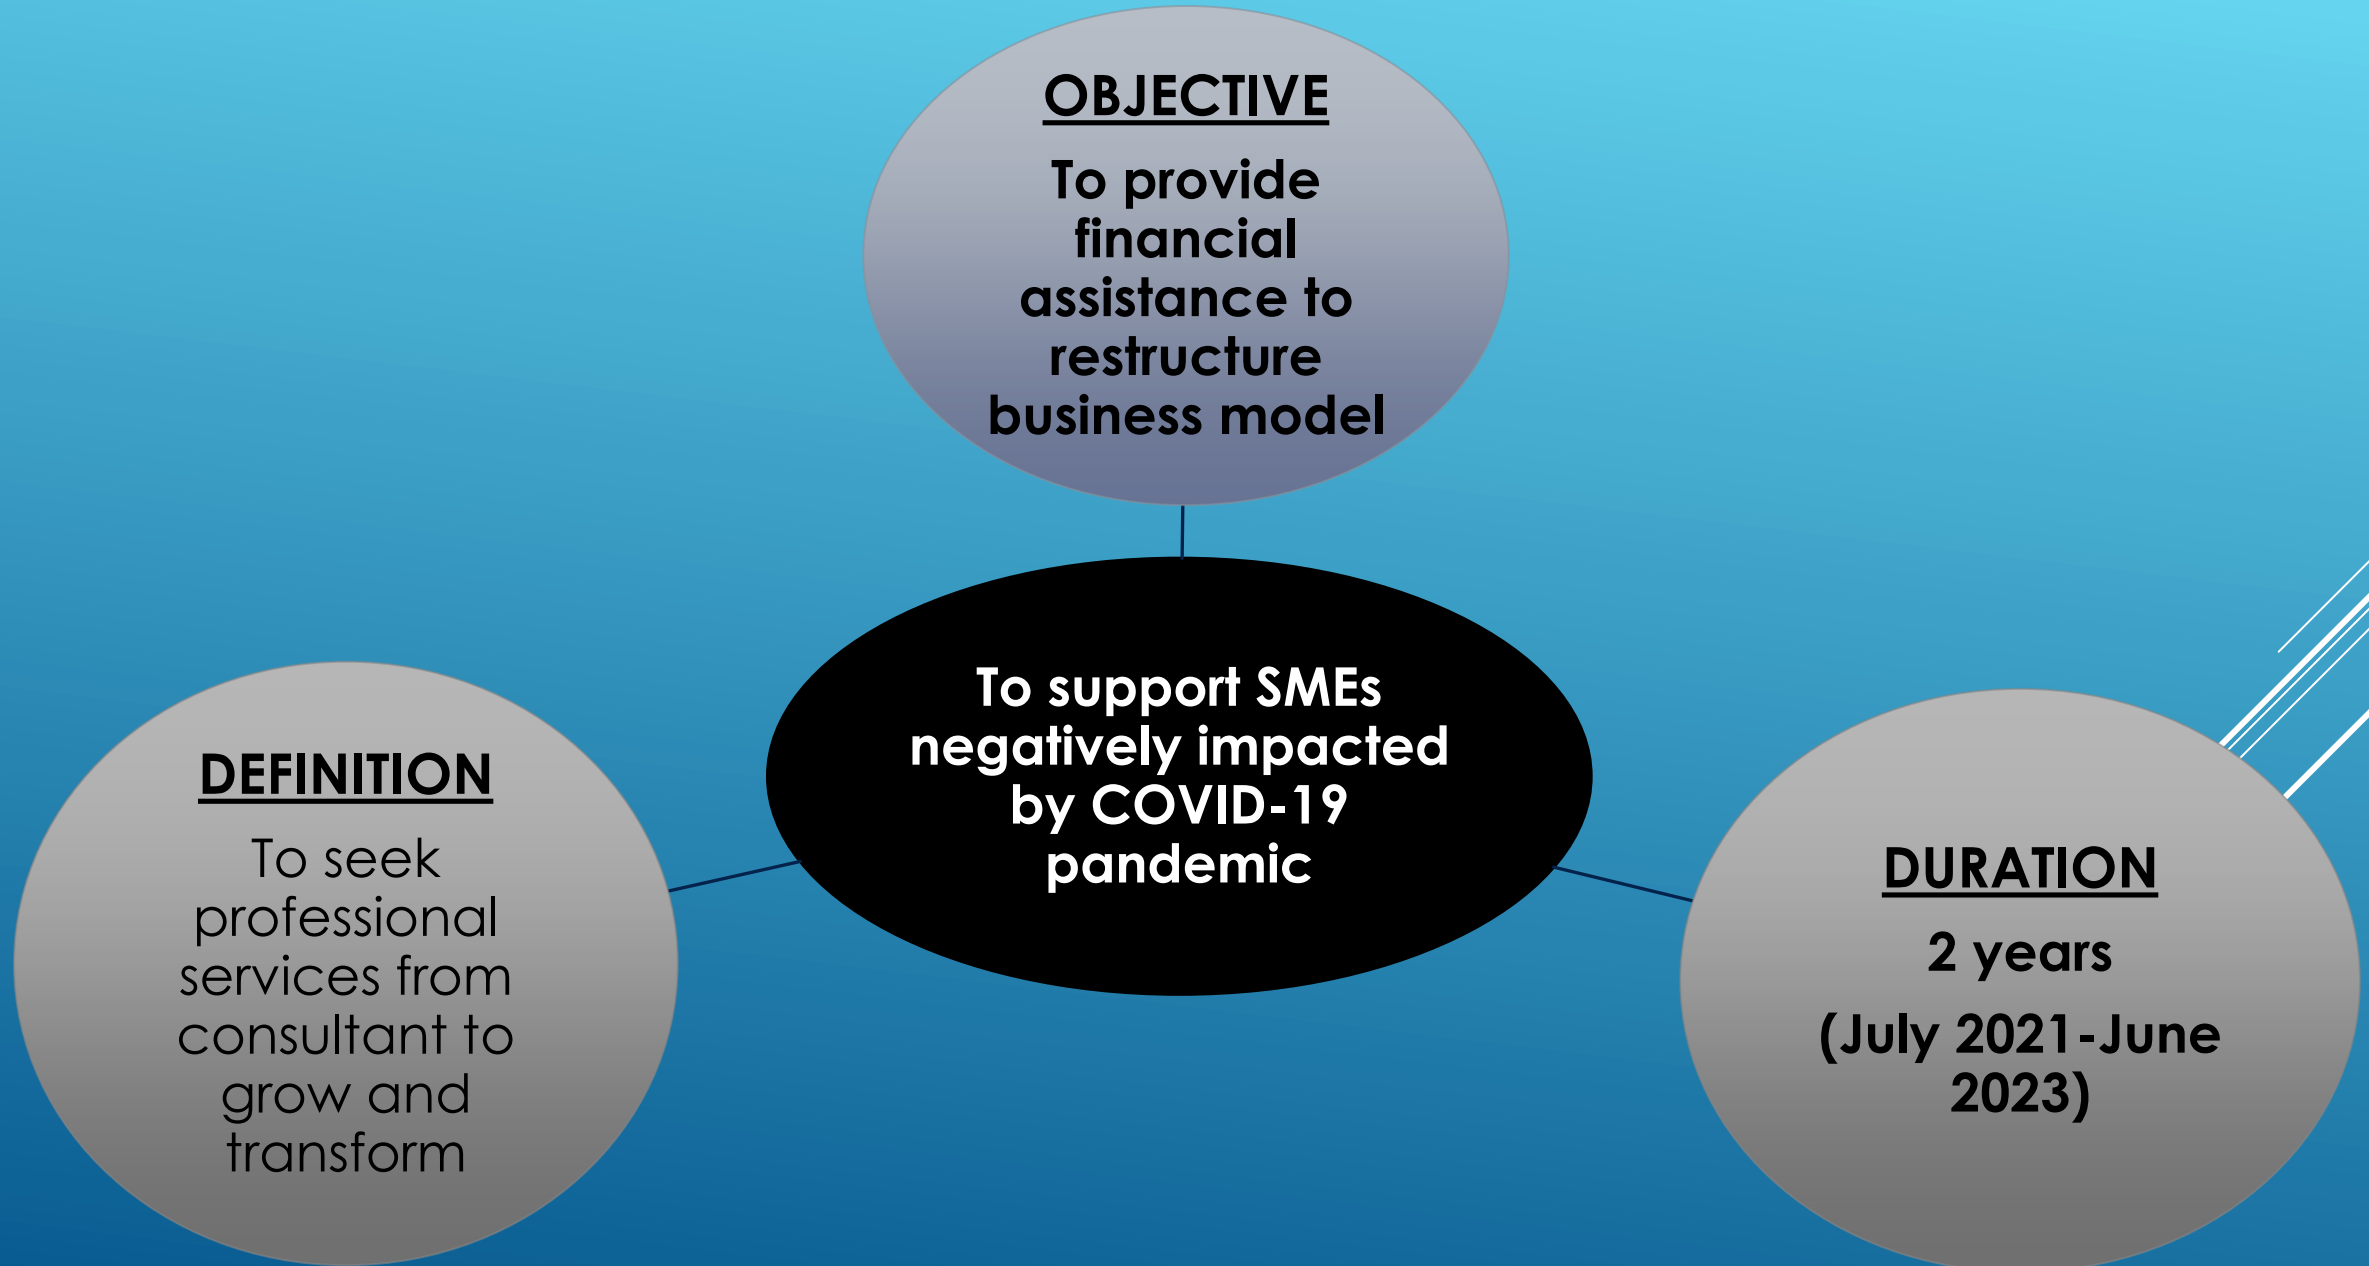 OBJECTIVE
To provide
financial
assistance to
restructure
business model
To support SMEs
negatively impacted
by COVID-19
pandemic
DEFINITION
To seek
professional
services from
consultant to
grow and
transform
DURATION
2 years
(July 2021-June
2023)